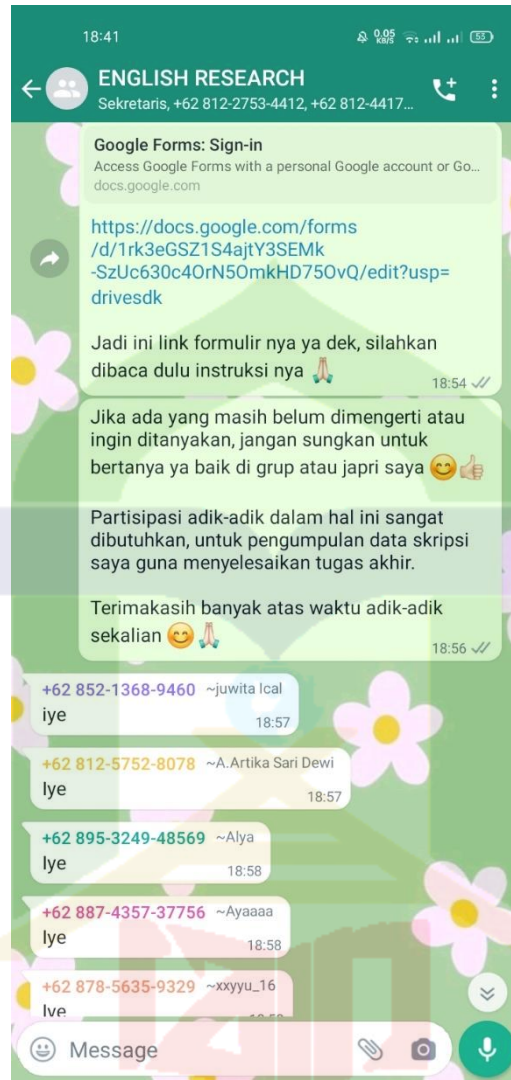 18:41
0.05 KB/S 53
ENGLISH RESEARCH
Sekretaris, +62 812-2753-4412, +62 812-4417...
Google Forms: Sign-in
Access Google Forms with a personal Google account or Go...
docs.google.com
https://docs.google.com/forms
/d/1rk3eGSZ1S4ajtY3SEMk
-SzUc630c4OrN5OmkHD75OvQ/edit?usp=
drivesdk
Jadi ini link formulir nya ya dek, silahkan
dibaca dulu instruksi nya 🙏
18:54
Jika ada yang masih belum dimengerti atau
ingin ditanyakan, jangan sungkan untuk
bertanya ya baik di grup atau japri saya 😊👍
Partisipasi adik-adik dalam hal ini sangat
dibutuhkan, untuk pengumpulan data skripsi
saya guna menyelesaikan tugas akhir.
Terimakasih banyak atas waktu adik-adik
sekalian 😊🙏
18:56
+62 852-1368-9460 ~juwita Ical
iye
18:57
+62 812-5752-8078 ~A.Artika Sari Dewi
Iye
18:57
+62 895-3249-48569 ~Alya
Iye
18:58
+62 887-4357-37756 ~Ayaaaa
Iye
18:58
+62 878-5635-9329 ~xxyyu_16
Iye
Message